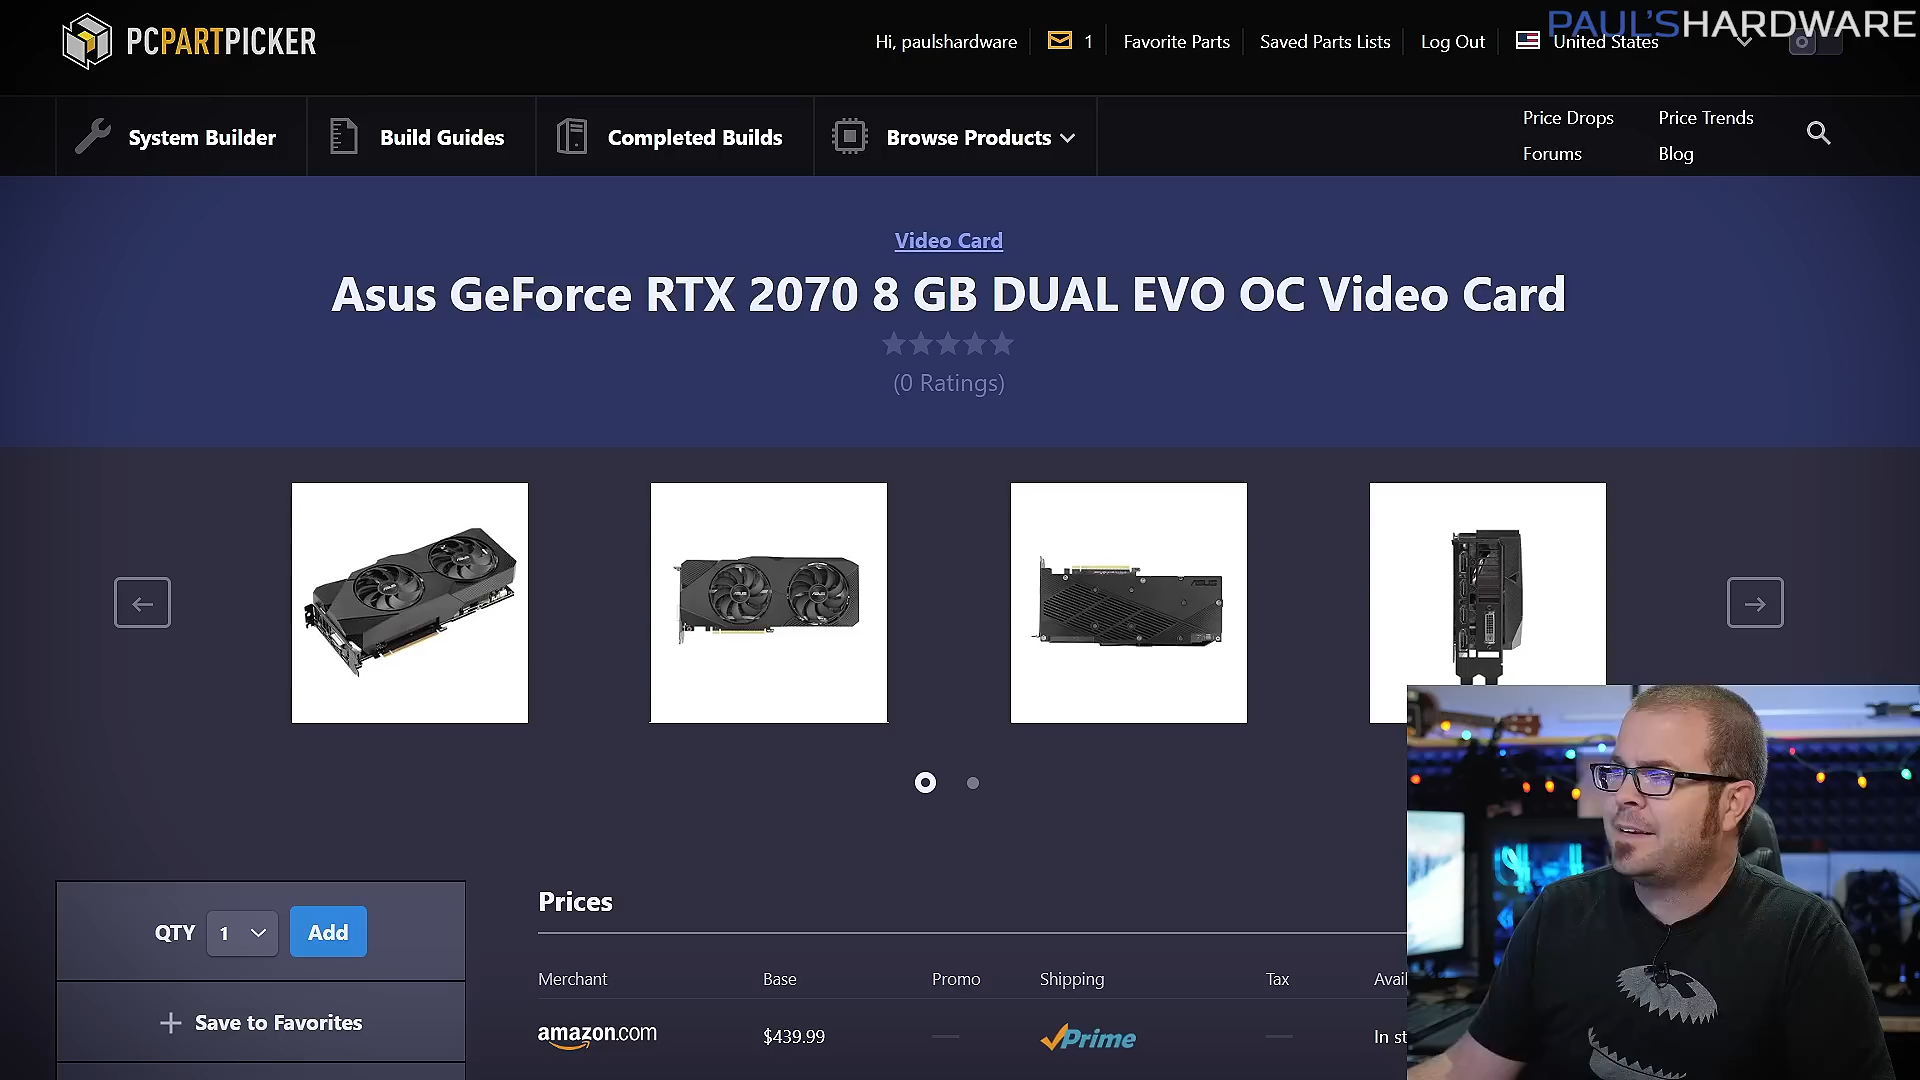 PCPARTPICKER
Hi, paulshardware
1
Favorite Parts
Saved Parts Lists
Log Out
United States
PAUL'SHARDWARE
System Builder
Build Guides
Completed Builds
Browse Products
Price Drops
Price Trends
Forums
Blog
Video Card
Asus GeForce RTX 2070 8 GB DUAL EVO OC Video Card
(0 Ratings)
QTY 1 Add
+ Save to Favorites
Prices
Merchant Base Promo Shipping Tax Avail
amazon.com $439.99 — Prime — In st